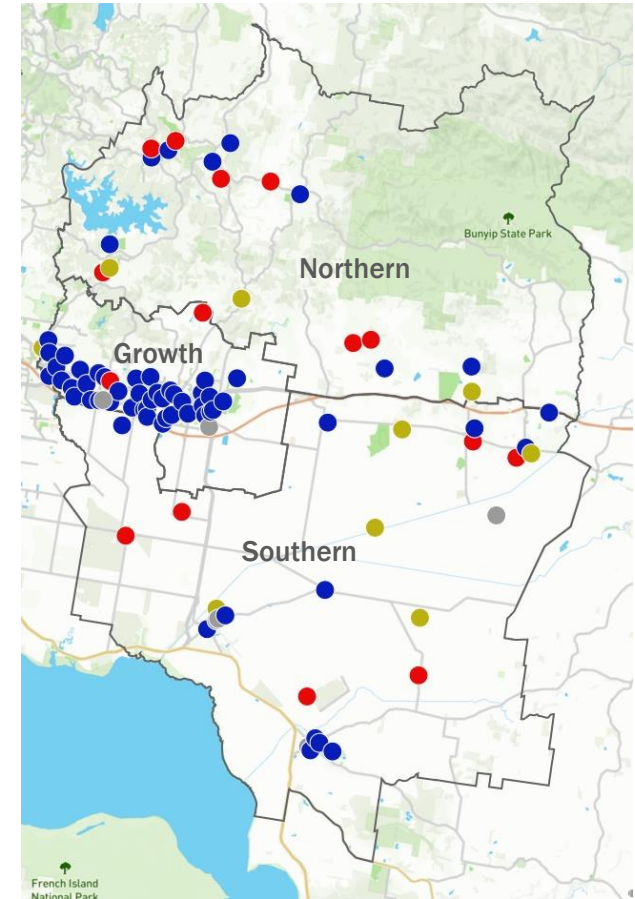 Bunyip State Park
Northern
Growth
Southern
French Island
National Park